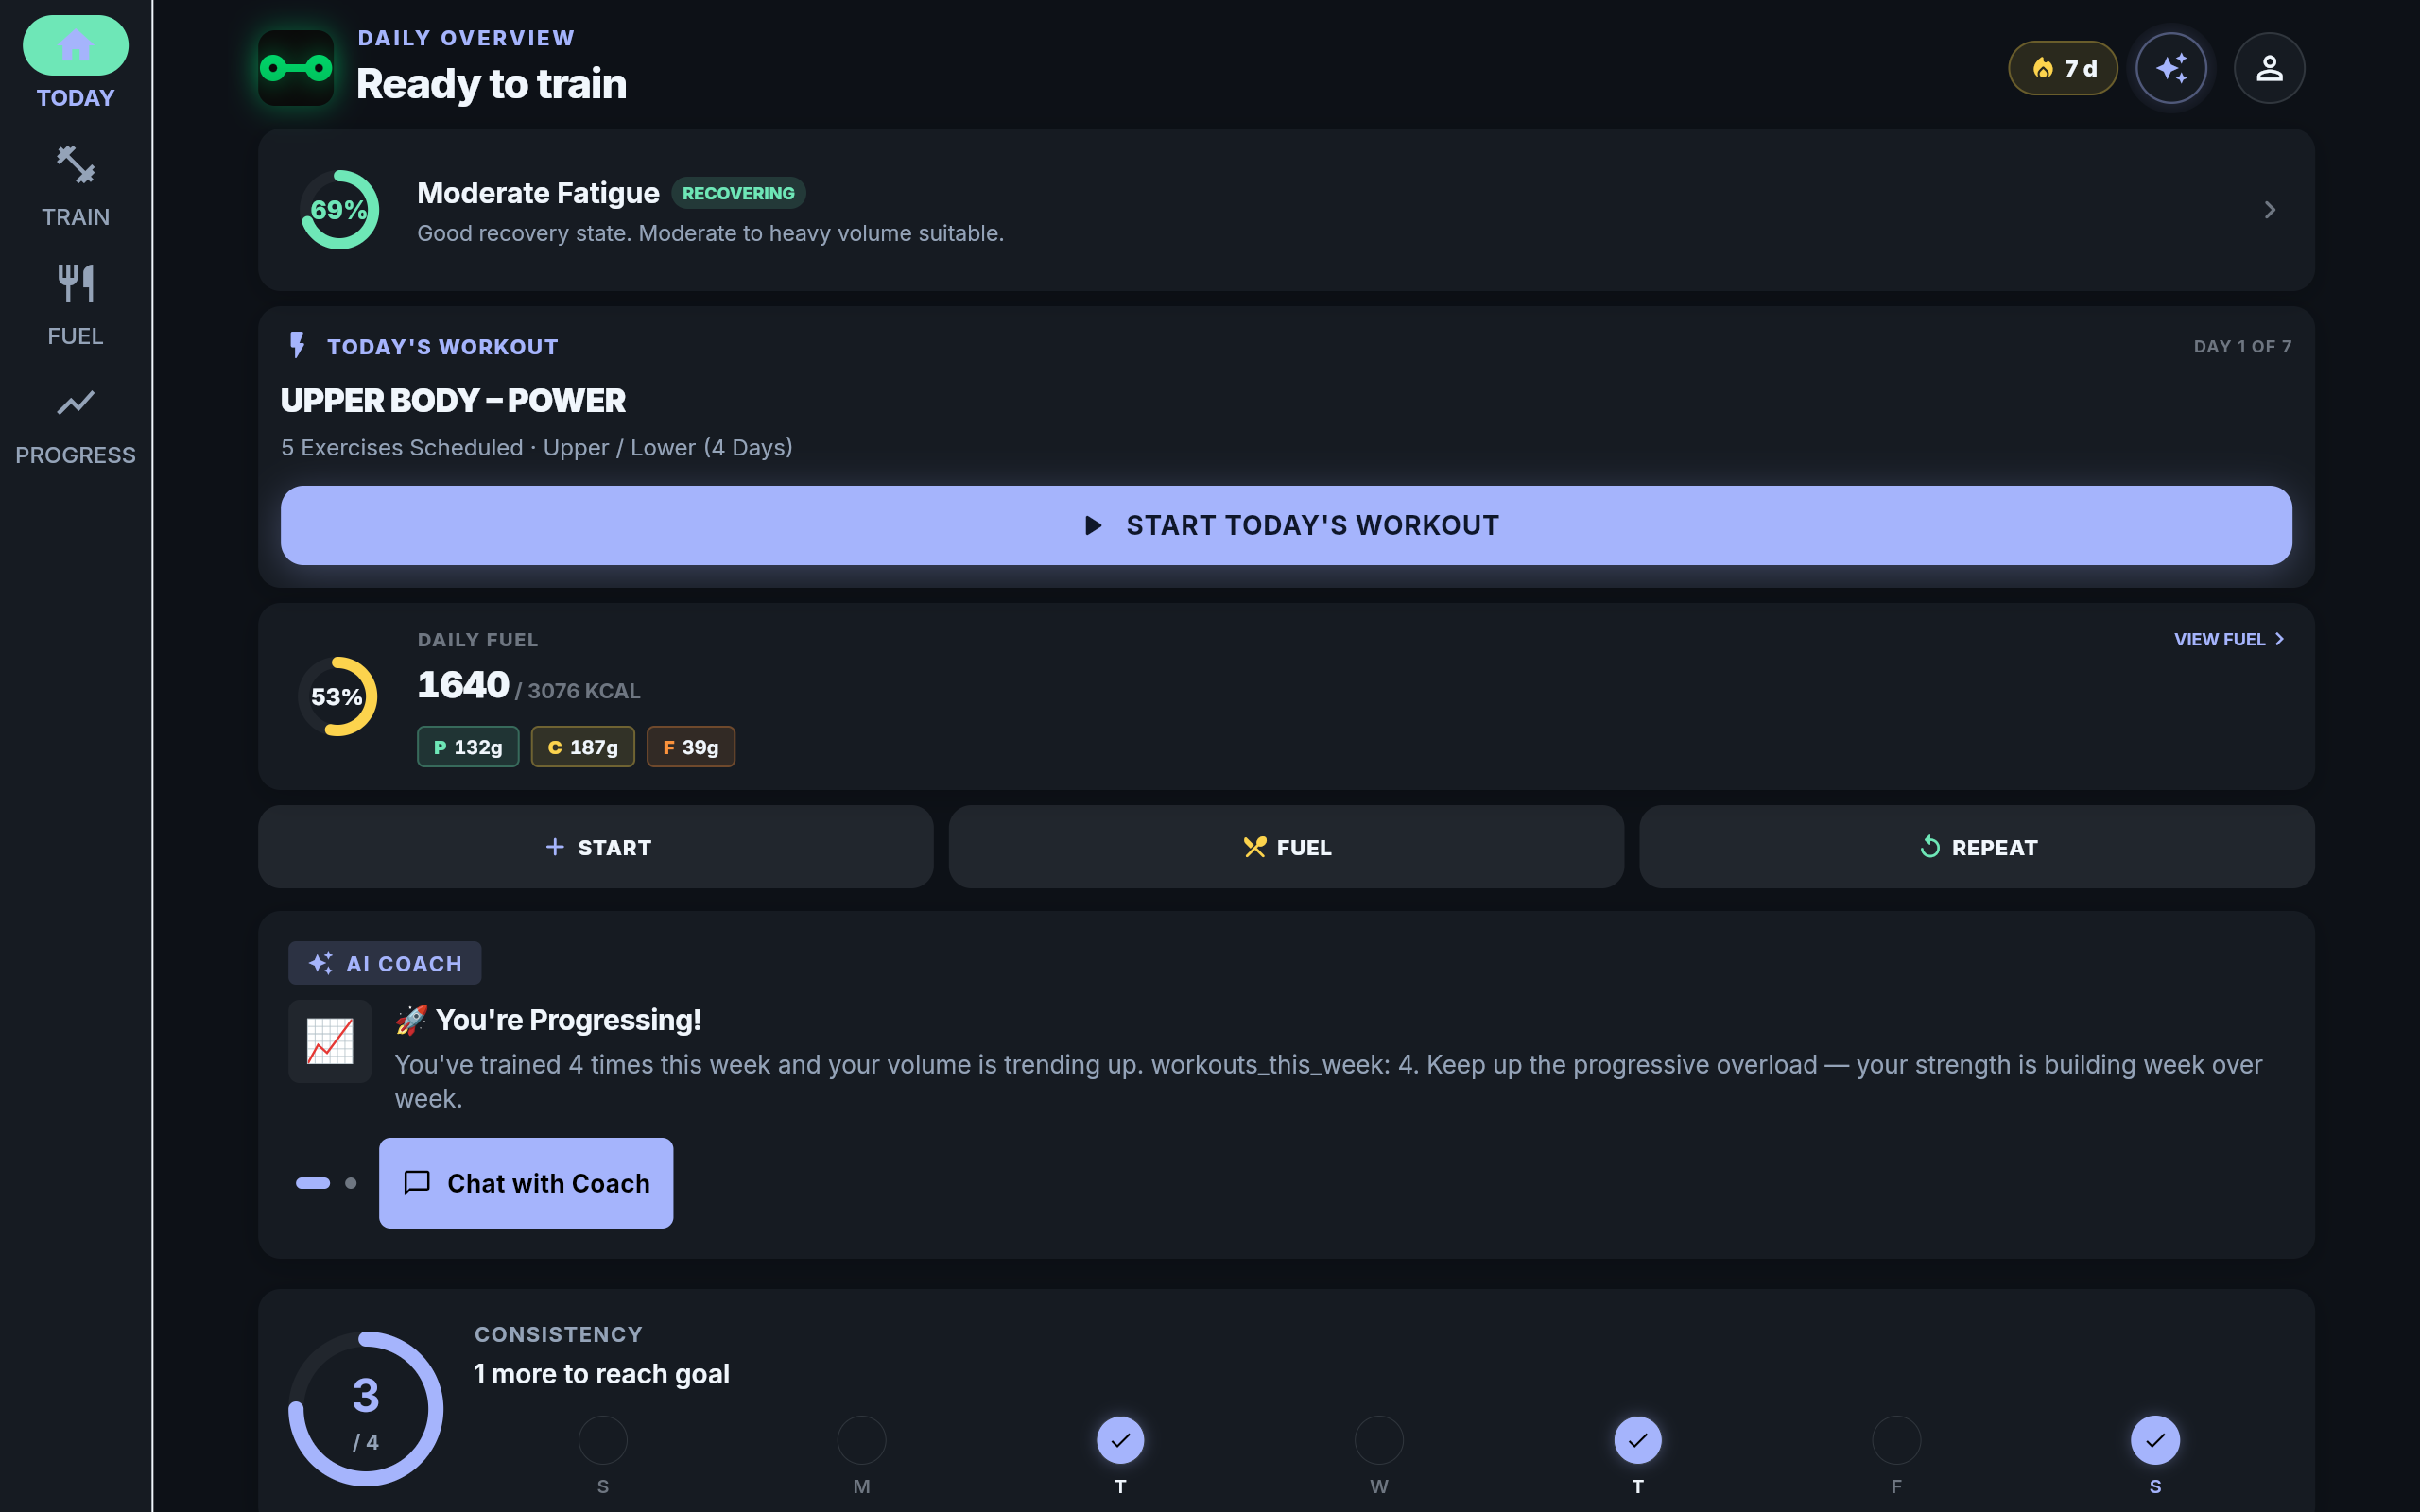 TODAY
TRAIN
FUEL
PROGRESS
DAILY OVERVIEW
Ready to train
7 d
69%
Moderate Fatigue RECOVERING
Good recovery state. Moderate to heavy volume suitable.
TODAY'S WORKOUT
DAY 1 OF 7
UPPER BODY – POWER
5 Exercises Scheduled · Upper / Lower (4 Days)
START TODAY'S WORKOUT
DAILY FUEL
VIEW FUEL
53%
1640 / 3076 KCAL
P 132g C 187g F 39g
START
FUEL
REPEAT
AI COACH
🚀 You're Progressing!
You've trained 4 times this week and your volume is trending up. workouts_this_week: 4. Keep up the progressive overload — your strength is building week over
week.
Chat with Coach
CONSISTENCY
1 more to reach goal
3
/ 4
S M T W T F S